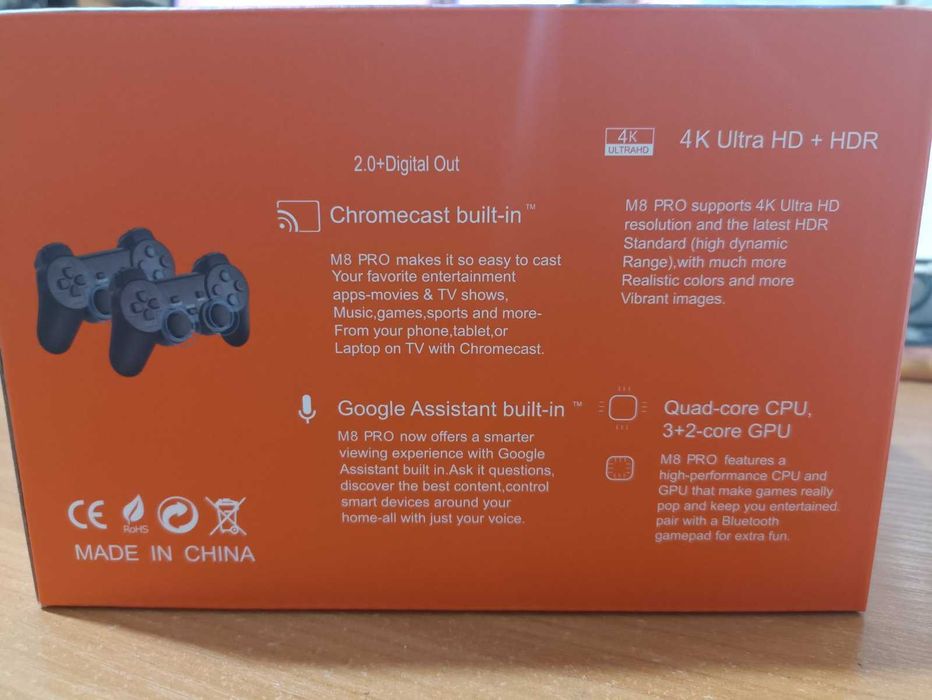 2.0+Digital Out
Chromecast built-in™
M8 PRO makes it so easy to cast
Your favorite entertainment
apps-movies & TV shows,
Music,games,sports and more-
From your phone,tablet,or
Laptop on TV with Chromecast.
Google Assistant built-in ™
M8 PRO now offers a smarter
viewing experience with Google
Assistant built in.Ask it questions,
discover the best content,control
smart devices around your
home-all with just your voice.
4K
ULTRAHD
4K Ultra HD + HDR
M8 PRO supports 4K Ultra HD
resolution and the latest HDR
Standard (high dynamic
Range),with much more
Realistic colors and more
Vibrant images.
Quad-core CPU,
3+2-core GPU
M8 PRO features a
high-performance CPU and
GPU that make games really
pop and keep you entertained.
pair with a Bluetooth
gamepad for extra fun.
CE
RoHS
MADE IN CHINA